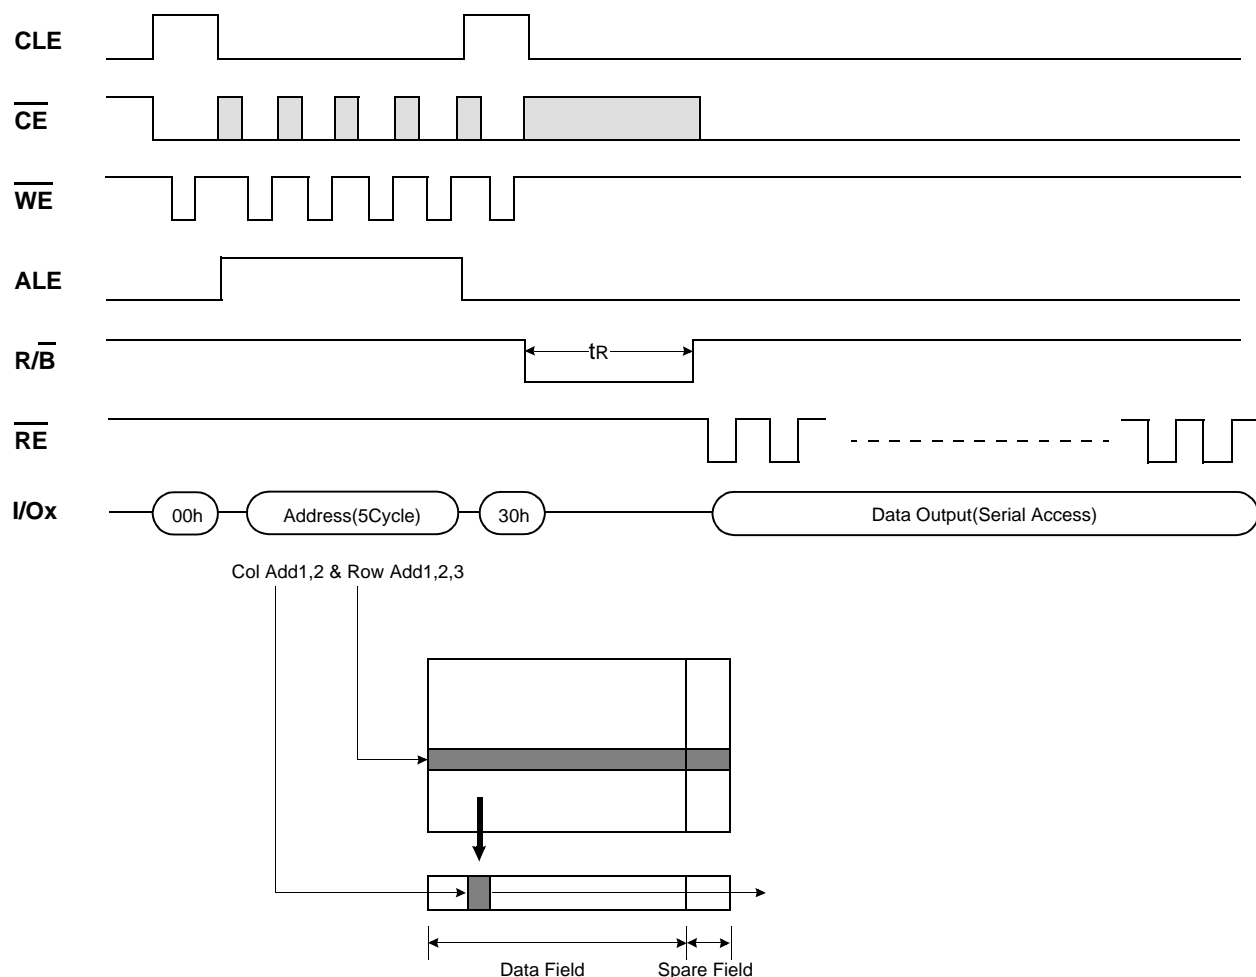 CLE
CE
WE
ALE
R/B
tR
RE
I/Ox
00h
Address(5Cycle)
30h
Data Output(Serial Access)
Col Add1,2 & Row Add1,2,3
Data Field
Spare Field